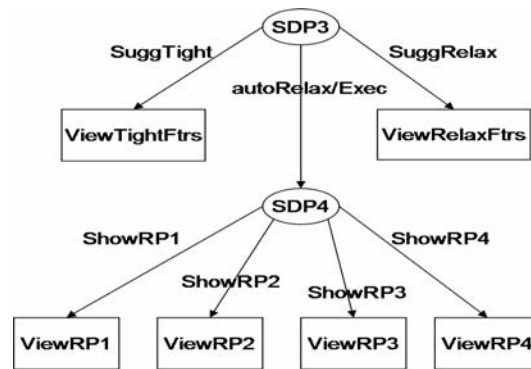 SDP3
SuggTight
SuggRelax
autoRelax/Exec
ViewTightFtrs
ViewRelaxFtrs
SDP4
ShowRP1
ShowRP4
ShowRP2
ShowRP3
ViewRP1
ViewRP2
ViewRP3
ViewRP4